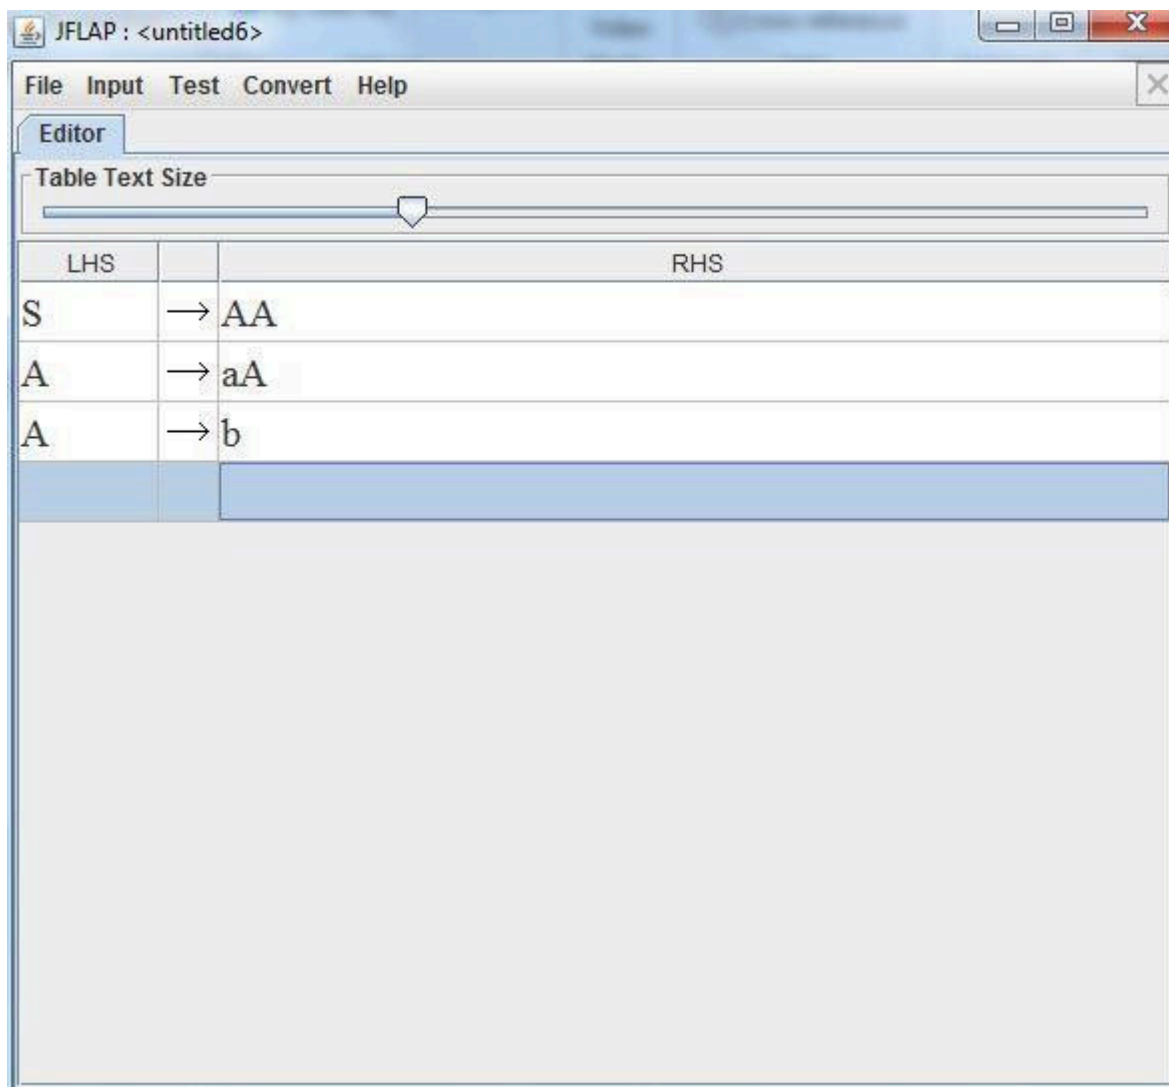 JFLAP : <untitled6>
File Input Test Convert Help
Editor
Table Text Size
LHS RHS
S → AA
A → aA
A → b